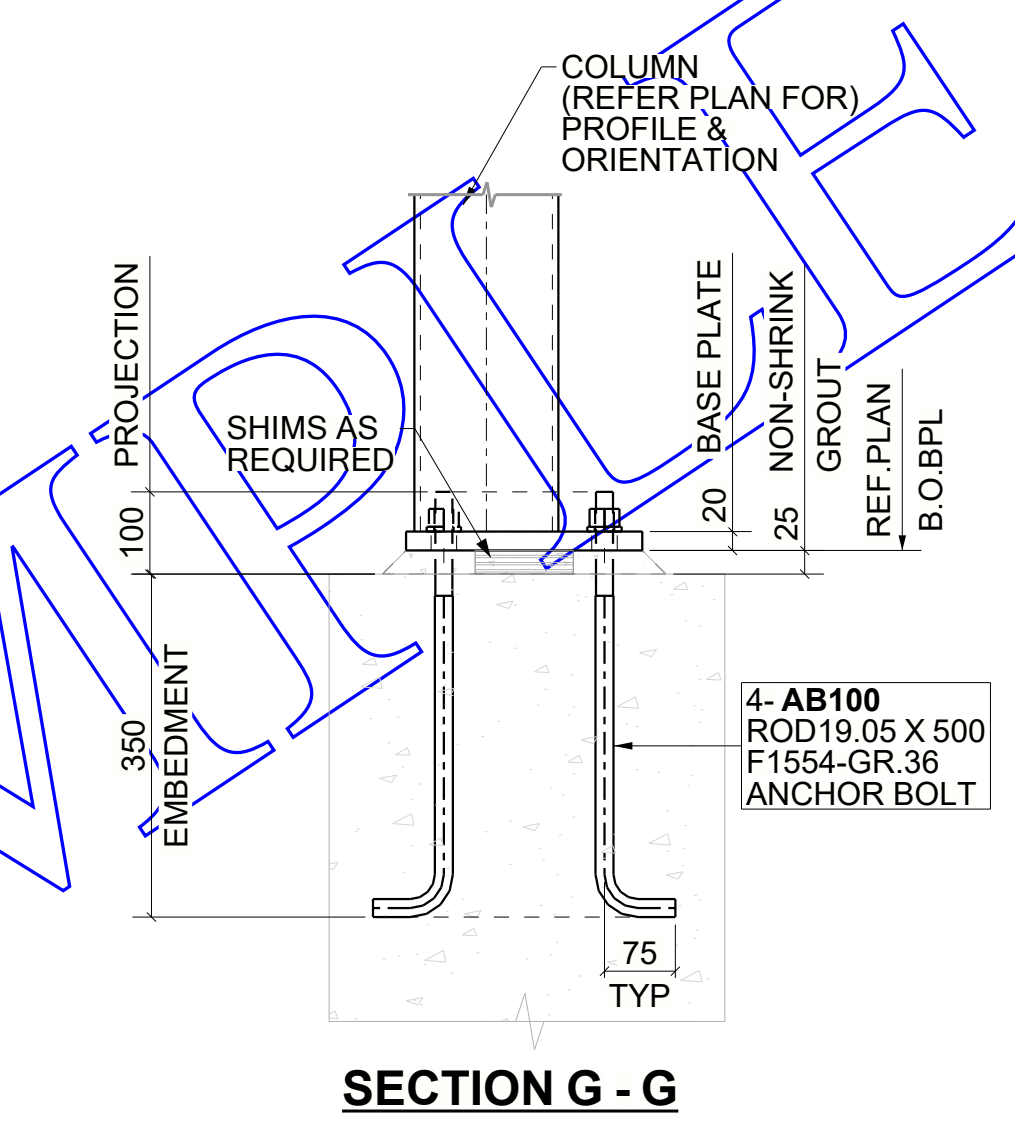 COLUMN
(REFER PLAN FOR)
PROFILE &
ORIENTATION
PROJECTION
100
SHIMS AS
REQUIRED
BASE PLATE
20
NON-SHRINK
GROUT
25
REF.PLAN
B.O.BPL
350
EMBEDMENT
4- AB100
ROD19.05 X 500
F1554-GR.36
ANCHOR BOLT
75
TYP
SECTION G - G